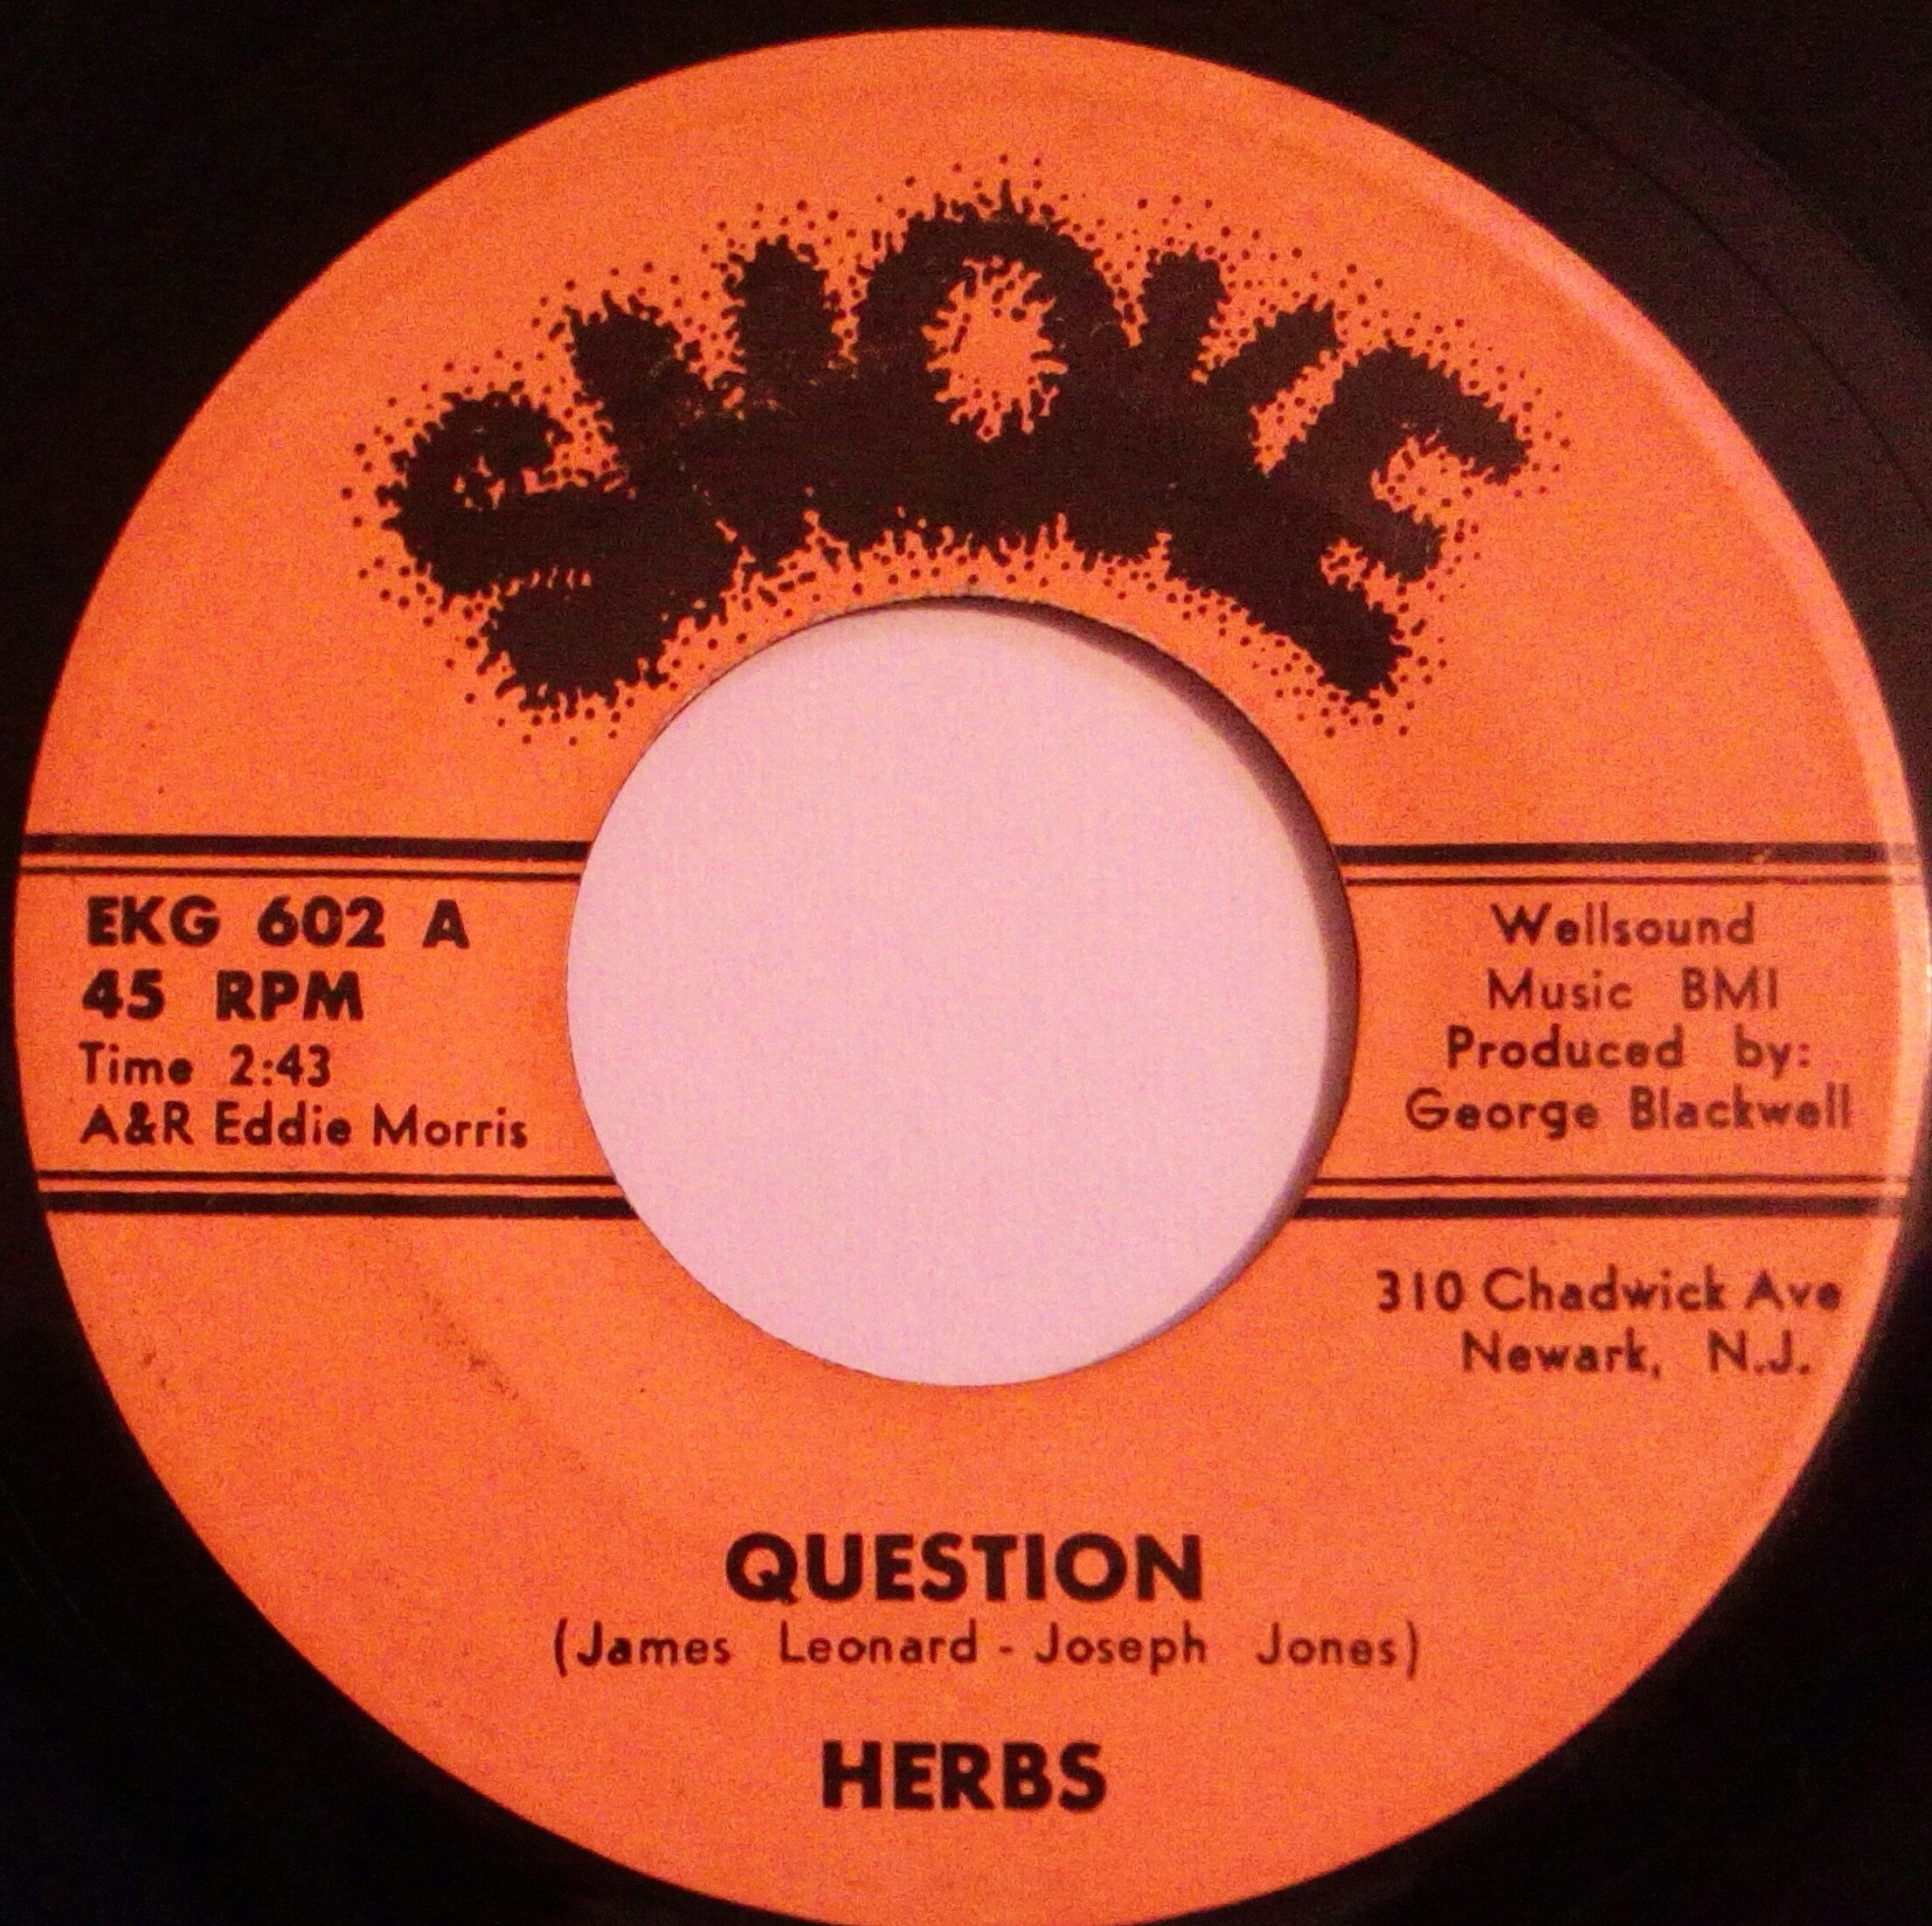 SMOKE
EKG 602 A
45 RPM
Time 2:43
A&R Eddie Morris
Wellsound
Music BMI
Produced by:
George Blackwell
310 Chadwick Ave
Newark, N.J.
QUESTION
(James Leonard - Joseph Jones)
HERBS